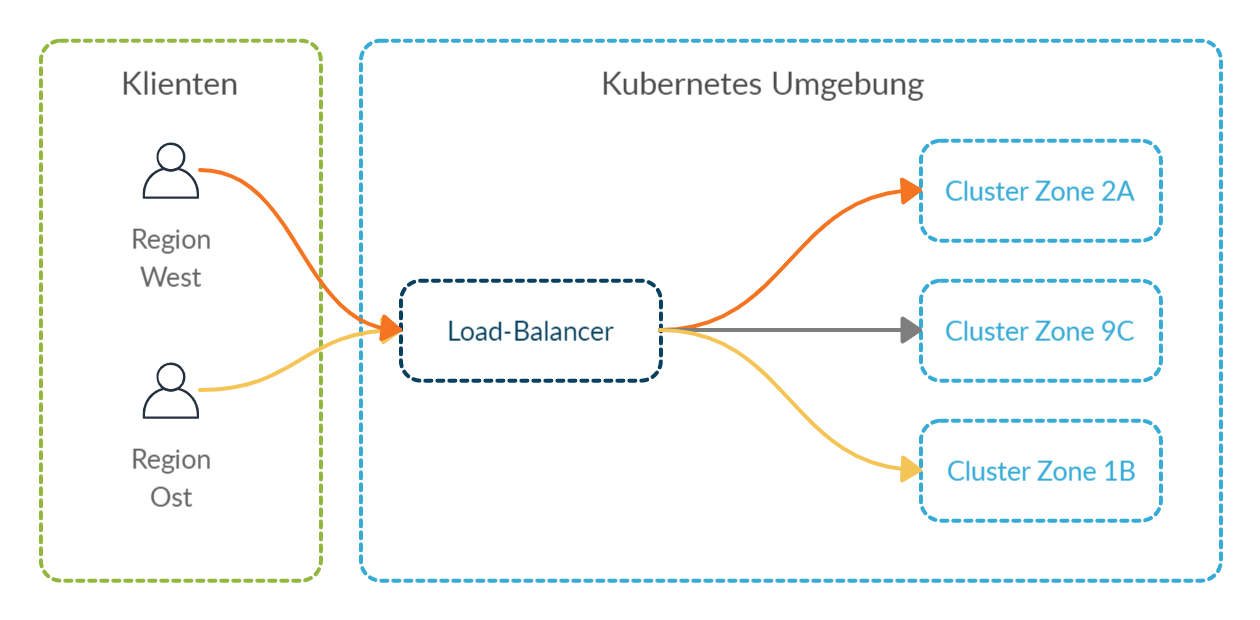 Klienten
Region
West
Region
Ost
Kubernetes Umgebung
Load-Balancer
Cluster Zone 2A
Cluster Zone 9C
Cluster Zone 1B